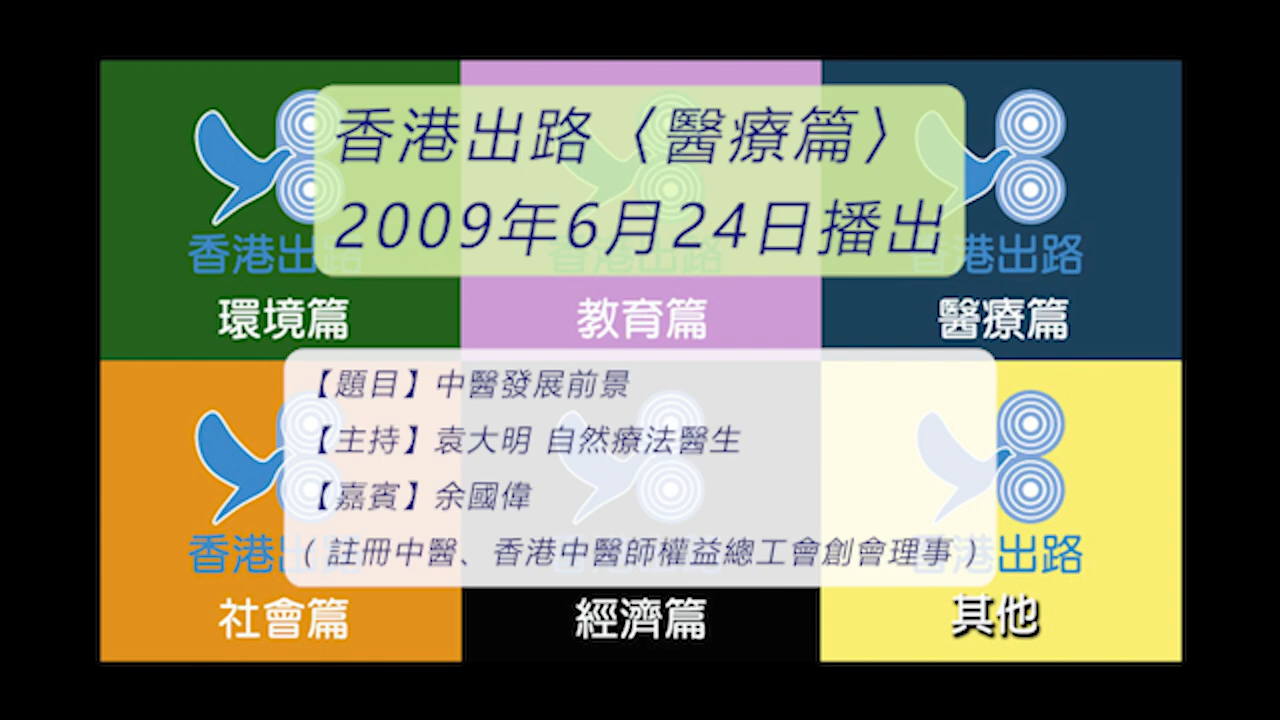 香港出路〈醫療篇〉
2009年6月24日播出
香港出路
香港出路
香港出路
環境篇
教育篇
醫療篇
【題目】中醫發展前景
【主持】袁大明 自然療法醫生
【嘉賓】余國偉
（ 註冊中醫、香港中醫師權益總工會創會理事 ）
香港
出路
社會篇
經濟篇
其他